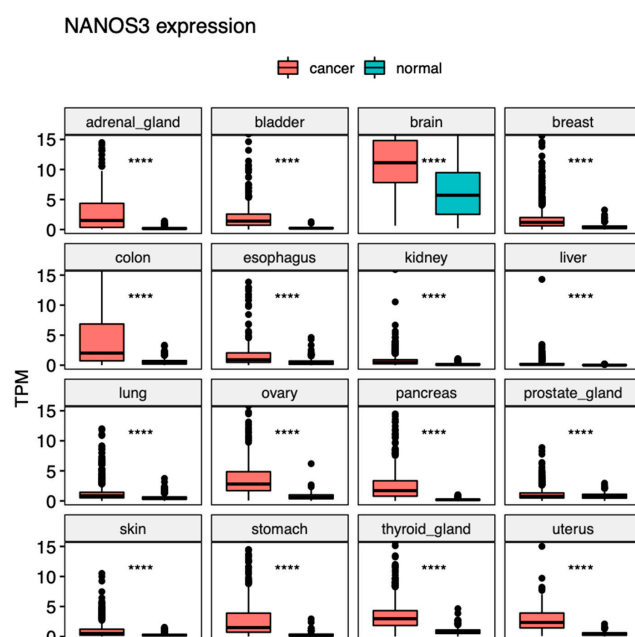 NANOS3 expression
cancer normal
adrenal_gland bladder brain breast
15 **** **** **** ****
10
5
0
colon esophagus kidney liver
15 **** **** **** ****
10
5
0
TPM
lung ovary pancreas prostate_gland
15 **** **** **** ****
10
5
0
skin stomach thyroid_gland uterus
15 **** **** **** ****
10
5
0